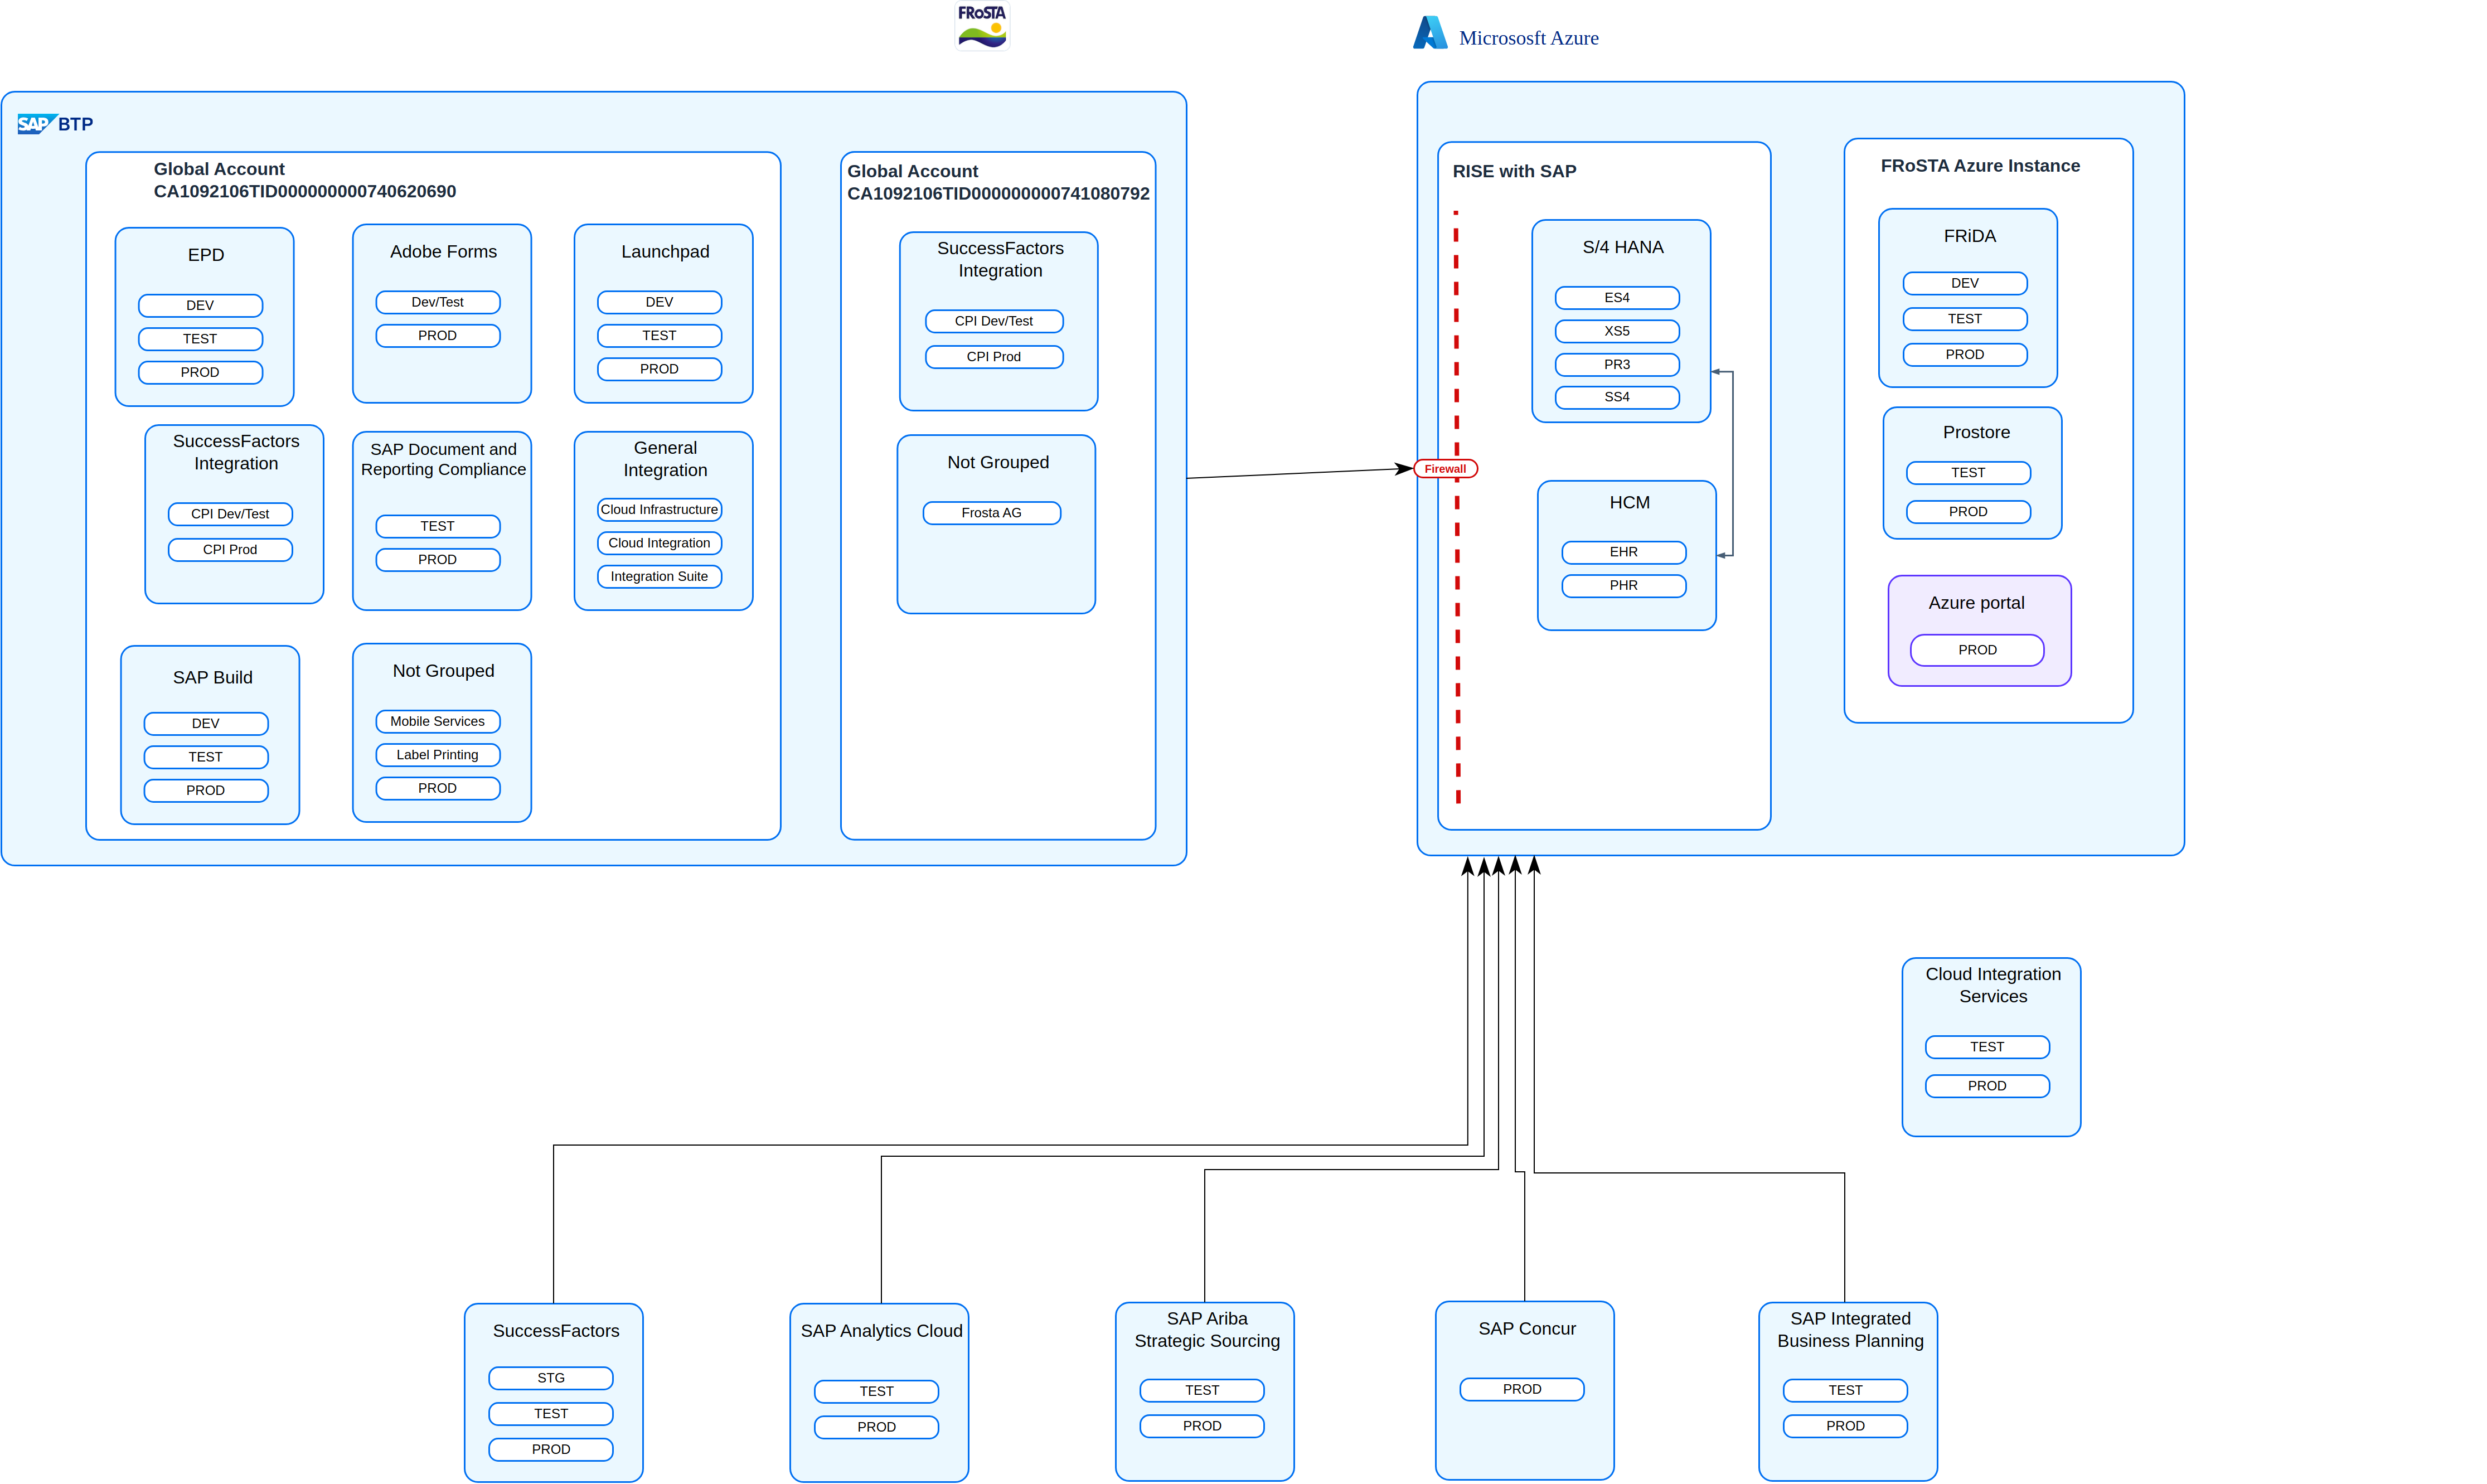 FRoSTA
Micrososft Azure
SAP BTP
Global Account
CA1092106TID000000000740620690
EPD
DEV
TEST
PROD
Adobe Forms
Dev/Test
PROD
Launchpad
DEV
TEST
PROD
SuccessFactors
Integration
CPI Dev/Test
CPI Prod
SAP Document and
Reporting Compliance
TEST
PROD
General
Integration
Cloud Infrastructure
Cloud Integration
Integration Suite
SAP Build
DEV
TEST
PROD
Not Grouped
Mobile Services
Label Printing
PROD
Global Account
CA1092106TID000000000741080792
SuccessFactors
Integration
CPI Dev/Test
CPI Prod
Not Grouped
Frosta AG
RISE with SAP
Firewall
S/4 HANA
ES4
XS5
PR3
SS4
HCM
EHR
PHR
FRoSTA Azure Instance
FRiDA
DEV
TEST
PROD
Prostore
TEST
PROD
Azure portal
PROD
Cloud Integration
Services
TEST
PROD
SuccessFactors
STG
TEST
PROD
SAP Analytics Cloud
TEST
PROD
SAP Ariba
Strategic Sourcing
TEST
PROD
SAP Concur
PROD
SAP Integrated
Business Planning
TEST
PROD